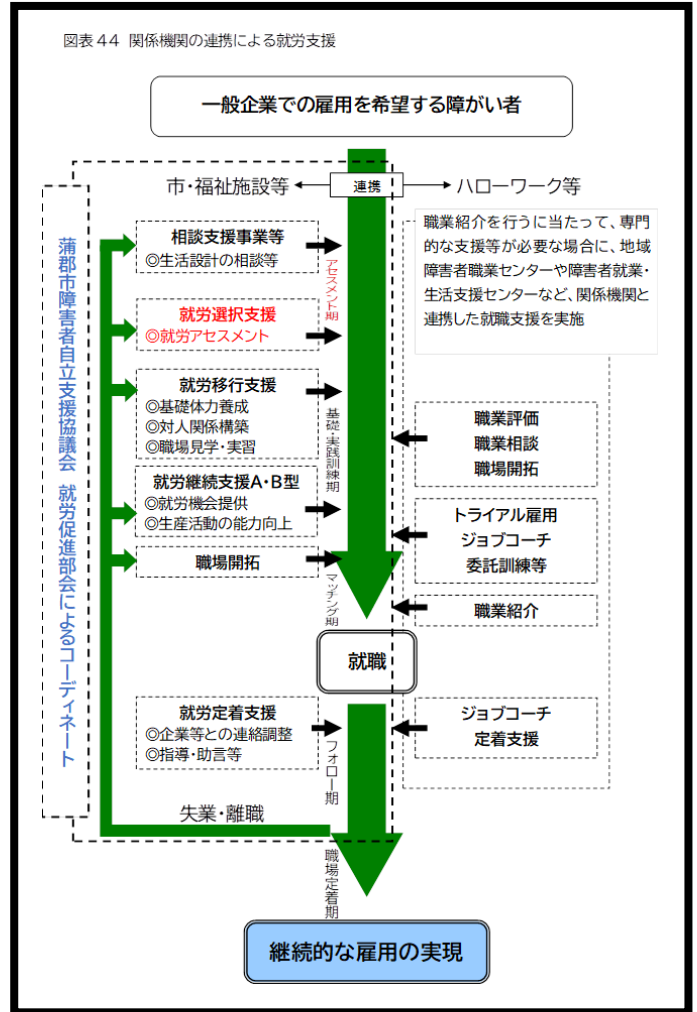 図表44 関係機関の連携による就労支援
一般企業での雇用を希望する障がい者
市・福祉施設等
連携
ハローワーク等
蒲郡市障害者自立支援協議会 就労促進部会によるコーディネート
相談支援事業等
◎生活設計の相談等
アセスメント期
職業紹介を行うに当たって、専門
的な支援等が必要な場合に、地域
障害者職業センターや障害者就業・
生活支援センターなど、関係機関と
連携した就職支援を実施
就労選択支援
◎就労アセスメント
就労移行支援
◎基礎体力養成
◎対人関係構築
◎職場見学・実習
基礎・実践訓練期
職業評価
職業相談
職場開拓
就労継続支援A・B型
◎就労機会提供
◎生産活動の能力向上
トライアル雇用
ジョブコーチ
委託訓練等
職場開拓
マッチング期
職業紹介
就職
就労定着支援
◎企業等との連絡調整
◎指導・助言等
フォロー期
ジョブコーチ
定着支援
失業・離職
職場定着期
継続的な雇用の実現